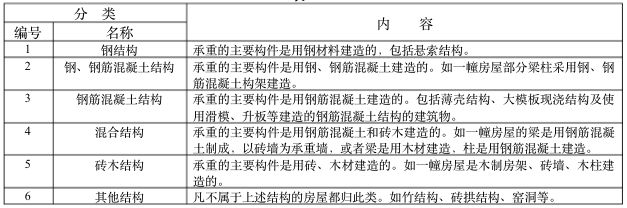 分 类
内 容
编号 名称
1 钢结构 承重的主要构件是用钢材料建造的，包括悬索结构。
2 钢、钢筋混凝土结构 承重的主要构件是用钢、钢筋混凝土建造的。如一幢房屋部分梁柱采用钢、钢
筋混凝土构架建造。
3 钢筋混凝土结构 承重的主要构件是用钢筋混凝土建造的。包括薄壳结构、大模板现浇结构及使
用滑模、升板等建造的钢筋混凝土结构的建筑物。
4 混合结构 承重的主要构件是用钢筋混凝土和砖木建造的。如一幢房屋的梁是用钢筋混凝
土制成，以砖墙为承重墙，或者梁是用木材建造，柱是用钢筋混凝土建造。
5 砖木结构 承重的主要构件是用砖、木材建造的。如一幢房屋是木制房架、砖墙、木柱建
造的。
6 其他结构 凡不属于上述结构的房屋都归此类。如竹结构、砖拱结构、窑洞等。